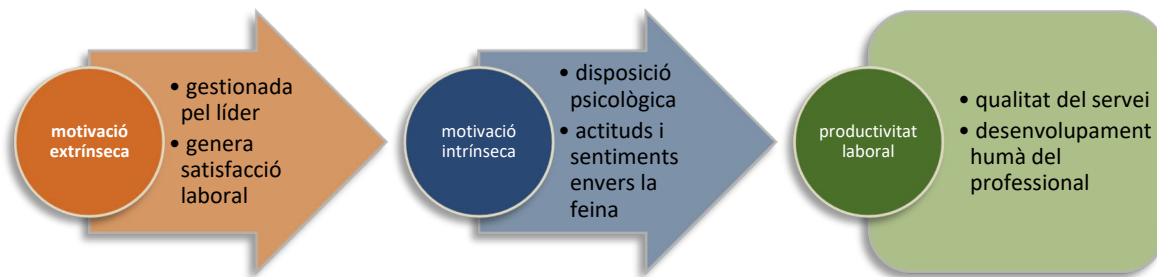 motivació
extrínseca
• gestionada
pel líder
• genera
satisfacció
laboral
motivació
intrínseca
• disposició
psicològica
• actituds i
sentiments
envers la
feina
productivitat
laboral
• qualitat del servei
• desenvolupament
humà del
professional